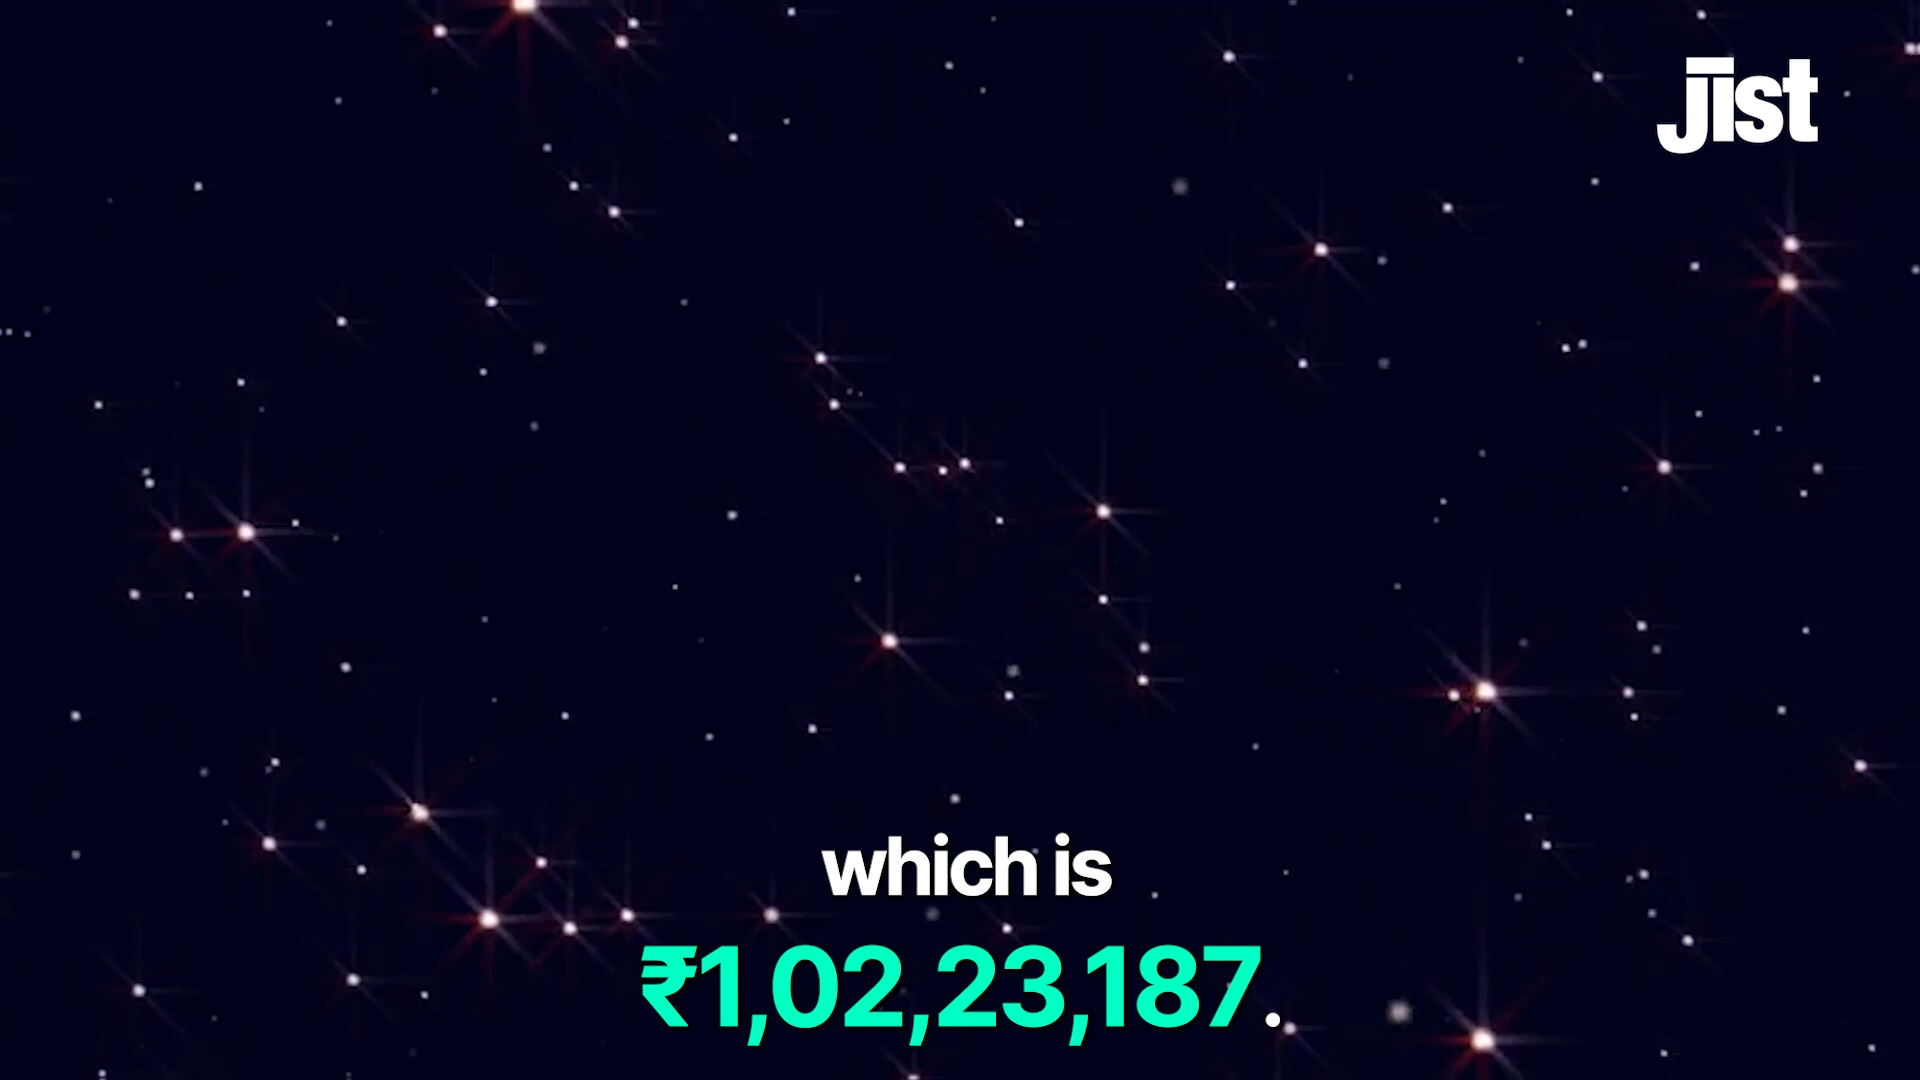 jist
which is
₹1,02,23,187.